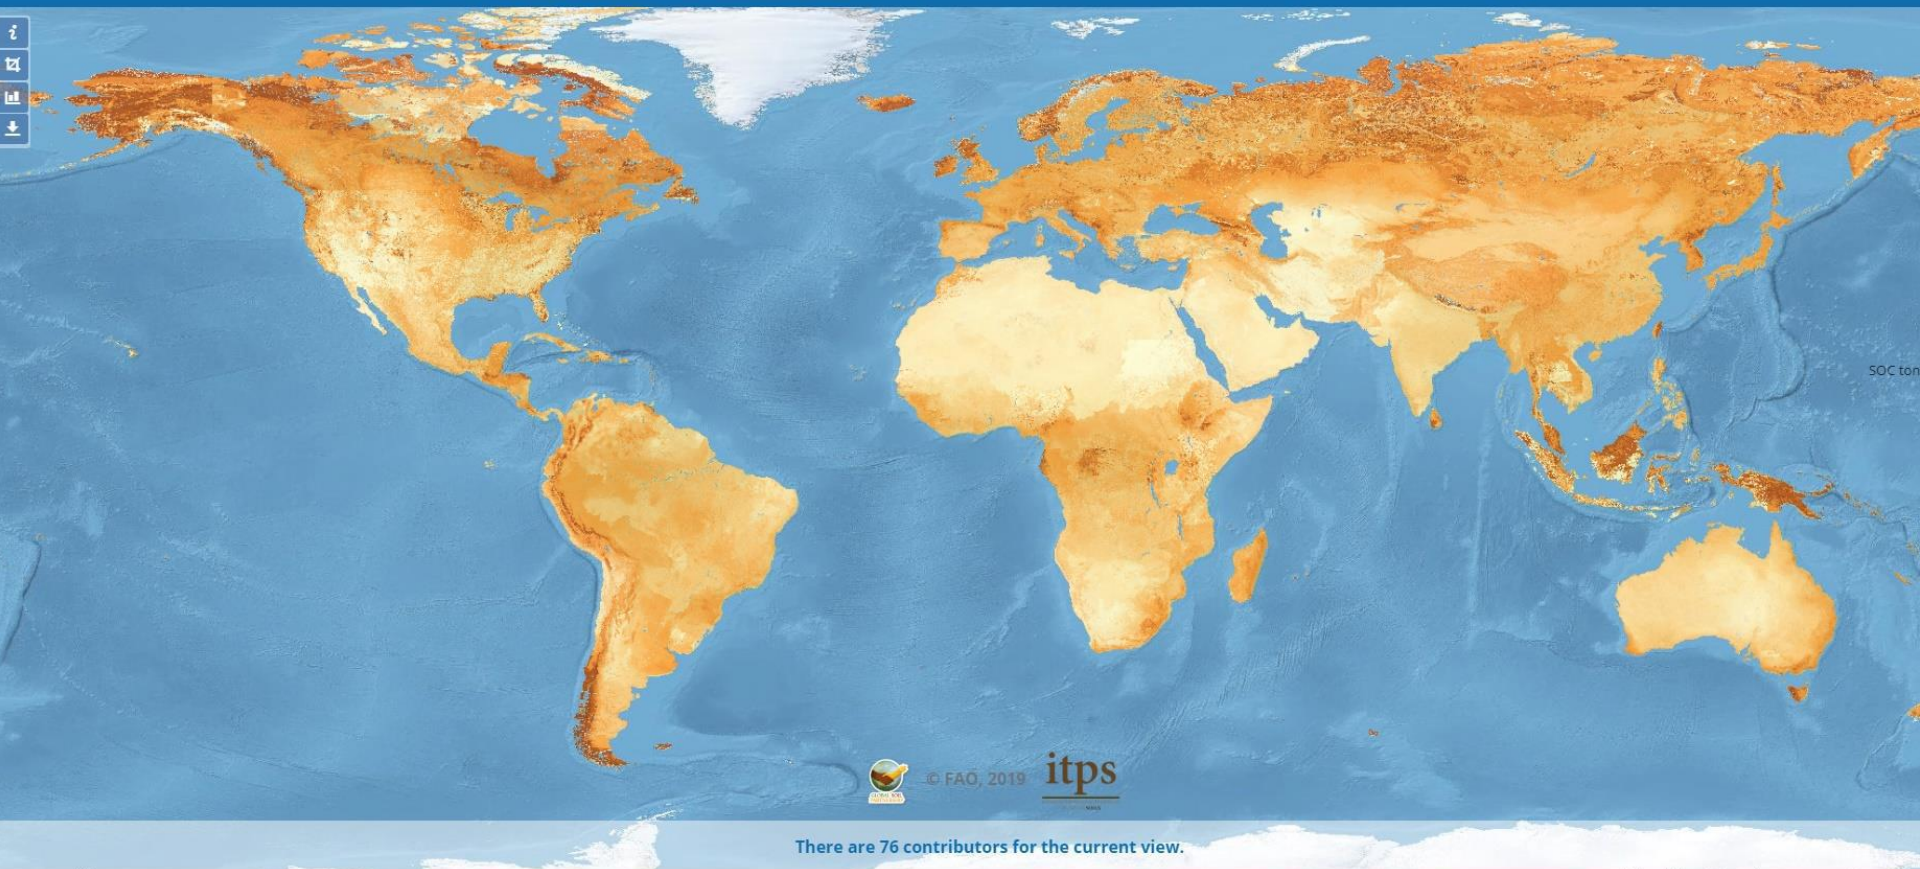 SOC ton
© FAO, 2019
itps
There are 76 contributors for the current view.